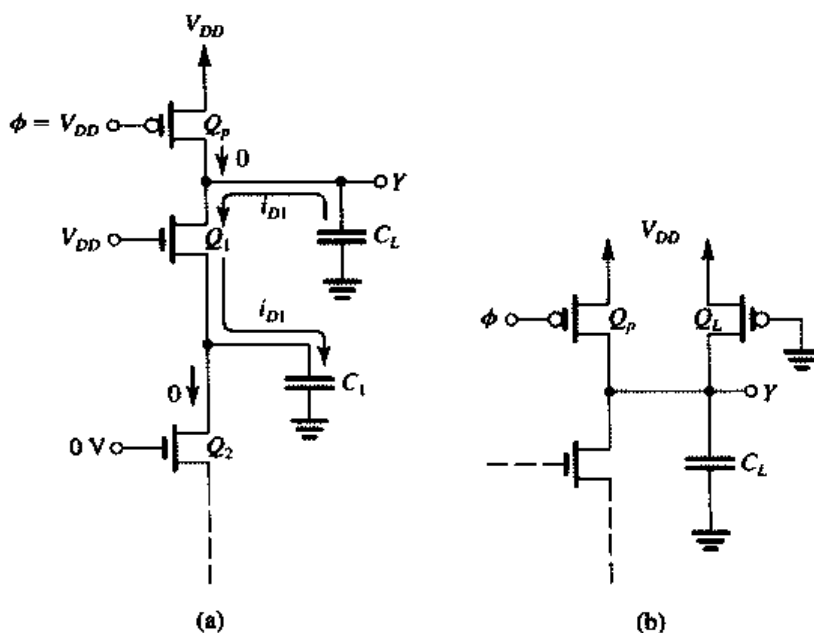 V_DD
φ = V_DD
Q_p
0
Y
i_D1
V_DD
Q_1
C_L
i_D1
0
C_1
0 V
Q_2
(a)
V_DD
φ
Q_p
Q_L
Y
C_L
(b)